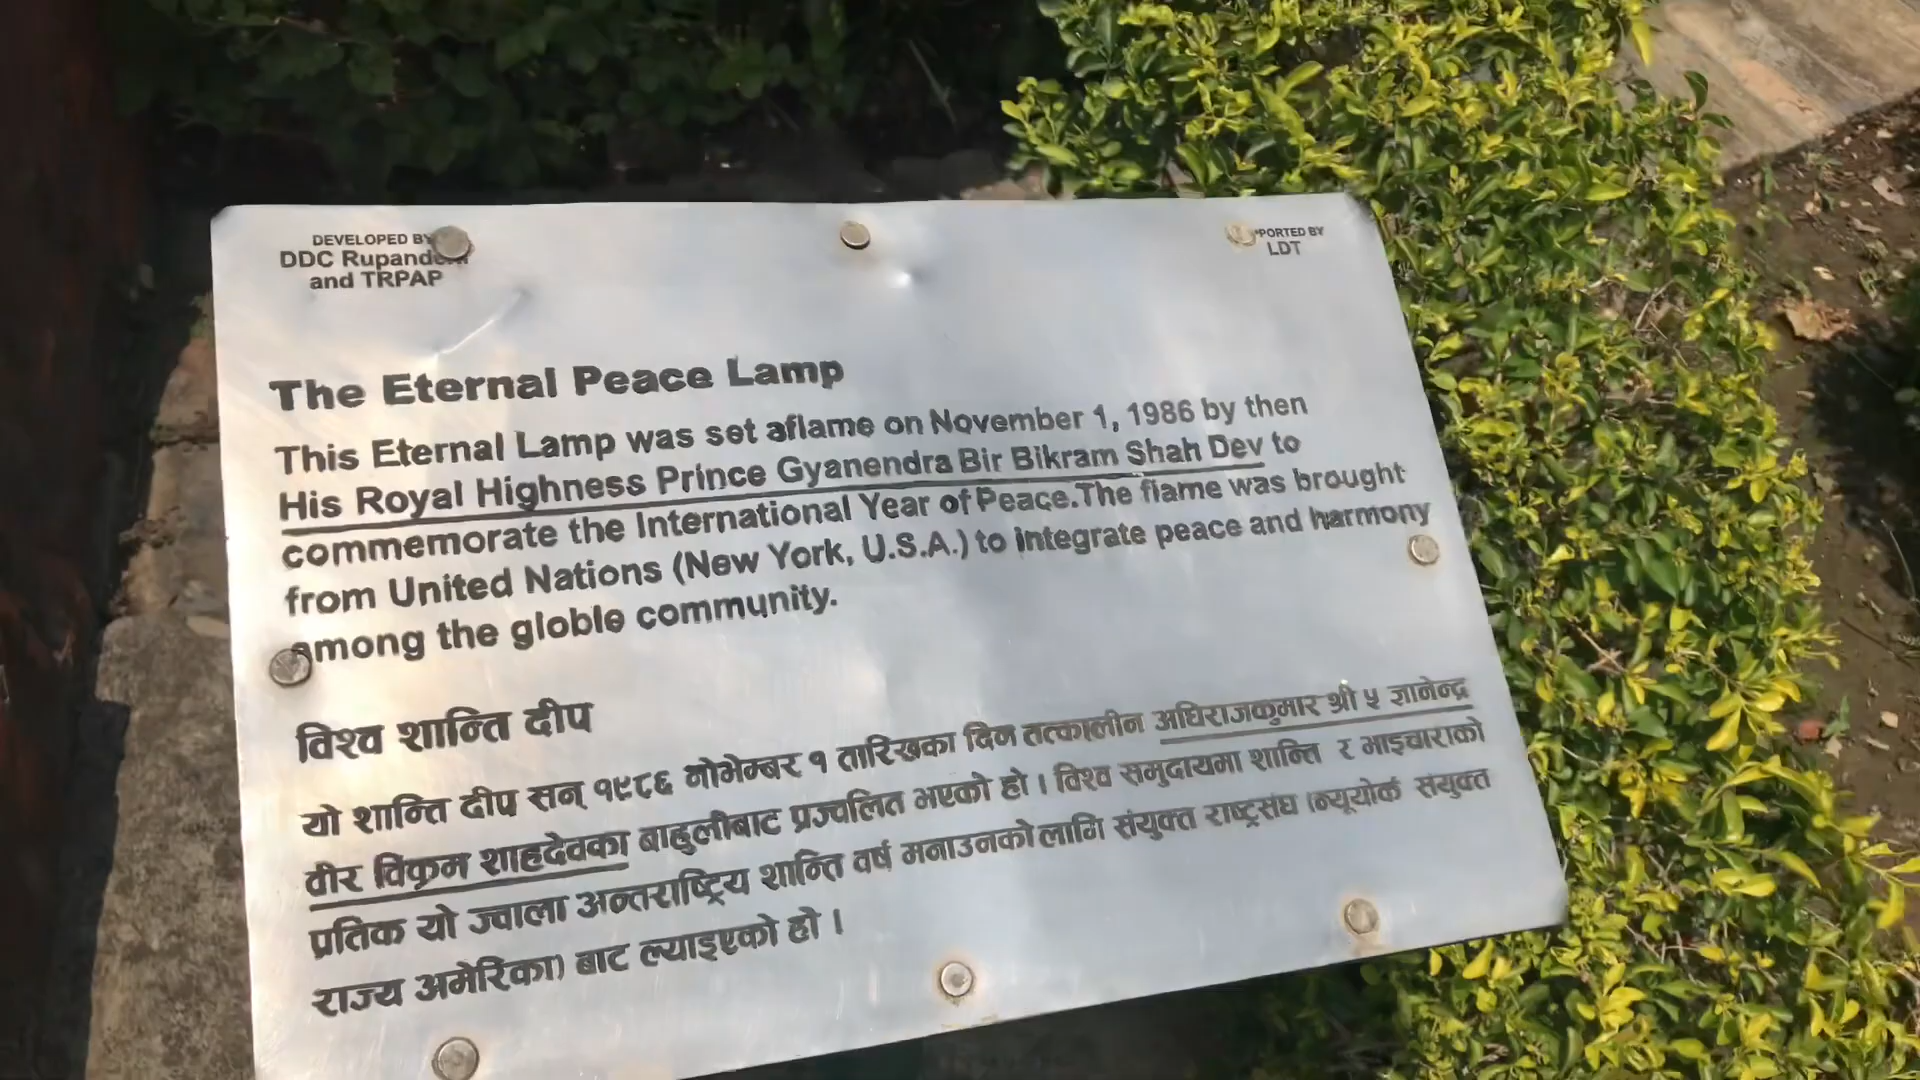 DEVELOPED BY
DDC
and TRPAP
BY
LDT
The Eternal Peace Lamp
This Eternal Lamp was set aflame on November 1, 1986 by then
His Royal Highness Prince Gyanendra Bir Bikram Shah Dev to
commemorate the International Year of Peace.The flame was brought
from United Nations (New York, U.S.A.) to integrate peace and harmony
among the globle community.
विश्व शान्ति दीप
यो शान्ति दीप सन् १९८६ नोभेम्बर १ तारिखका दिन तत्कालीन अधिराजकुमार श्री ५ ज्ञानेन्द्र
वीर विक्रम शाहदेवका बाहुलीबाट प्रज्वलित भएको हो । विश्व समुदायमा शान्ति र भाइचाराको
प्रतिक यो ज्वाला अन्तराष्ट्रिय शान्ति वर्ष मनाउनको लागि संयुक्त राष्ट्रसंघ (न्यूयोर्क संयुक्त
राज्य अमेरिका) बाट ल्याइएको हो ।